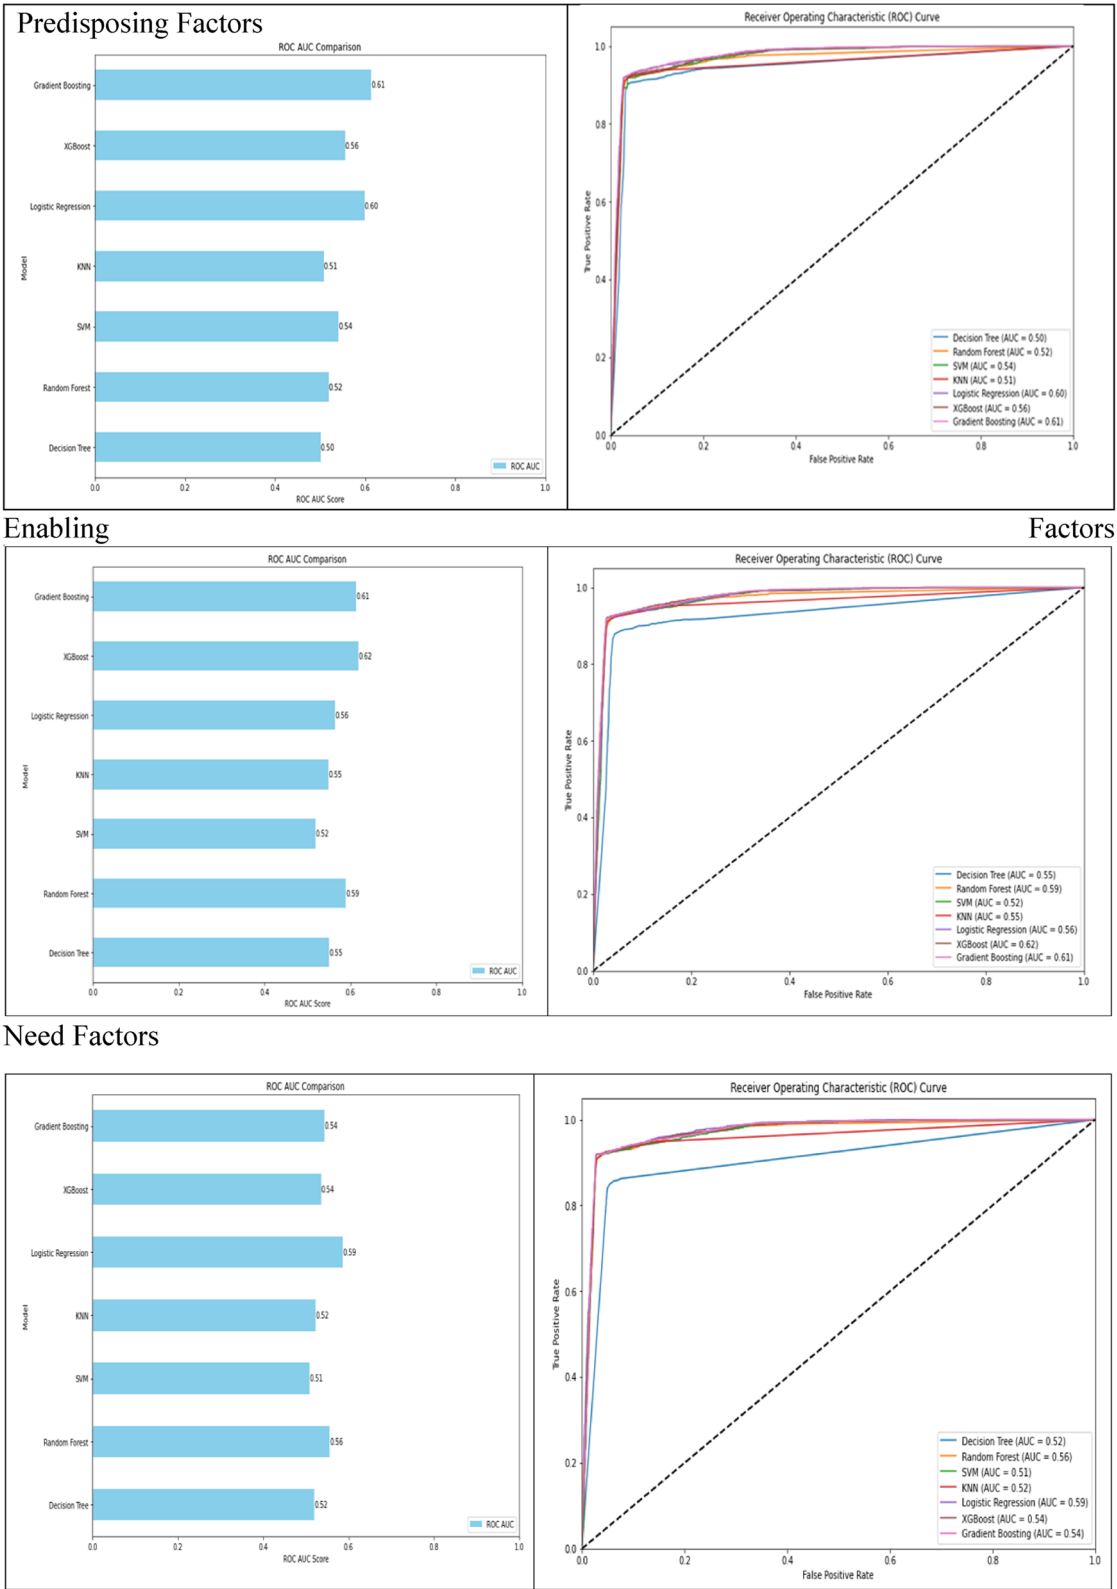 Predisposing Factors
ROC AUC Comparison
Gradient Boosting
0.61
XGBoost
0.56
Logistic Regression
0.60
KNN
0.51
Model
SVM
0.54
Random Forest
0.52
Decision Tree
0.50
ROC AUC
0.0 0.2 0.4 0.6 0.8 1.0
ROC AUC Score
Receiver Operating Characteristic (ROC) Curve
1.0
0.8
0.6
0.4
0.2
0.0
True Positive Rate
Decision Tree (AUC = 0.50)
Random Forest (AUC = 0.52)
SVM (AUC = 0.54)
KNN (AUC = 0.51)
Logistic Regression (AUC = 0.60)
XGBoost (AUC = 0.56)
Gradient Boosting (AUC = 0.61)
0.0 0.2 0.4 0.6 0.8 1.0
False Positive Rate
Enabling Factors
ROC AUC Comparison
Gradient Boosting
0.61
XGBoost
0.62
Logistic Regression
0.56
KNN
0.55
Model
SVM
0.52
Random Forest
0.59
Decision Tree
0.55
ROC AUC
0.0 0.2 0.4 0.6 0.8 1.0
ROC AUC Score
Receiver Operating Characteristic (ROC) Curve
1.0
0.8
0.6
0.4
0.2
0.0
True Positive Rate
Decision Tree (AUC = 0.55)
Random Forest (AUC = 0.59)
SVM (AUC = 0.52)
KNN (AUC = 0.55)
Logistic Regression (AUC = 0.56)
XGBoost (AUC = 0.62)
Gradient Boosting (AUC = 0.61)
0.0 0.2 0.4 0.6 0.8 1.0
False Positive Rate
Need Factors
ROC AUC Comparison
Gradient Boosting
0.54
XGBoost
0.54
Logistic Regression
0.59
KNN
0.52
Model
SVM
0.51
Random Forest
0.56
Decision Tree
0.52
ROC AUC
0.0 0.2 0.4 0.6 0.8 1.0
ROC AUC Score
Receiver Operating Characteristic (ROC) Curve
1.0
0.8
0.6
0.4
0.2
0.0
True Positive Rate
Decision Tree (AUC = 0.52)
Random Forest (AUC = 0.56)
SVM (AUC = 0.51)
KNN (AUC = 0.52)
Logistic Regression (AUC = 0.59)
XGBoost (AUC = 0.54)
Gradient Boosting (AUC = 0.54)
0.0 0.2 0.4 0.6 0.8 1.0
False Positive Rate